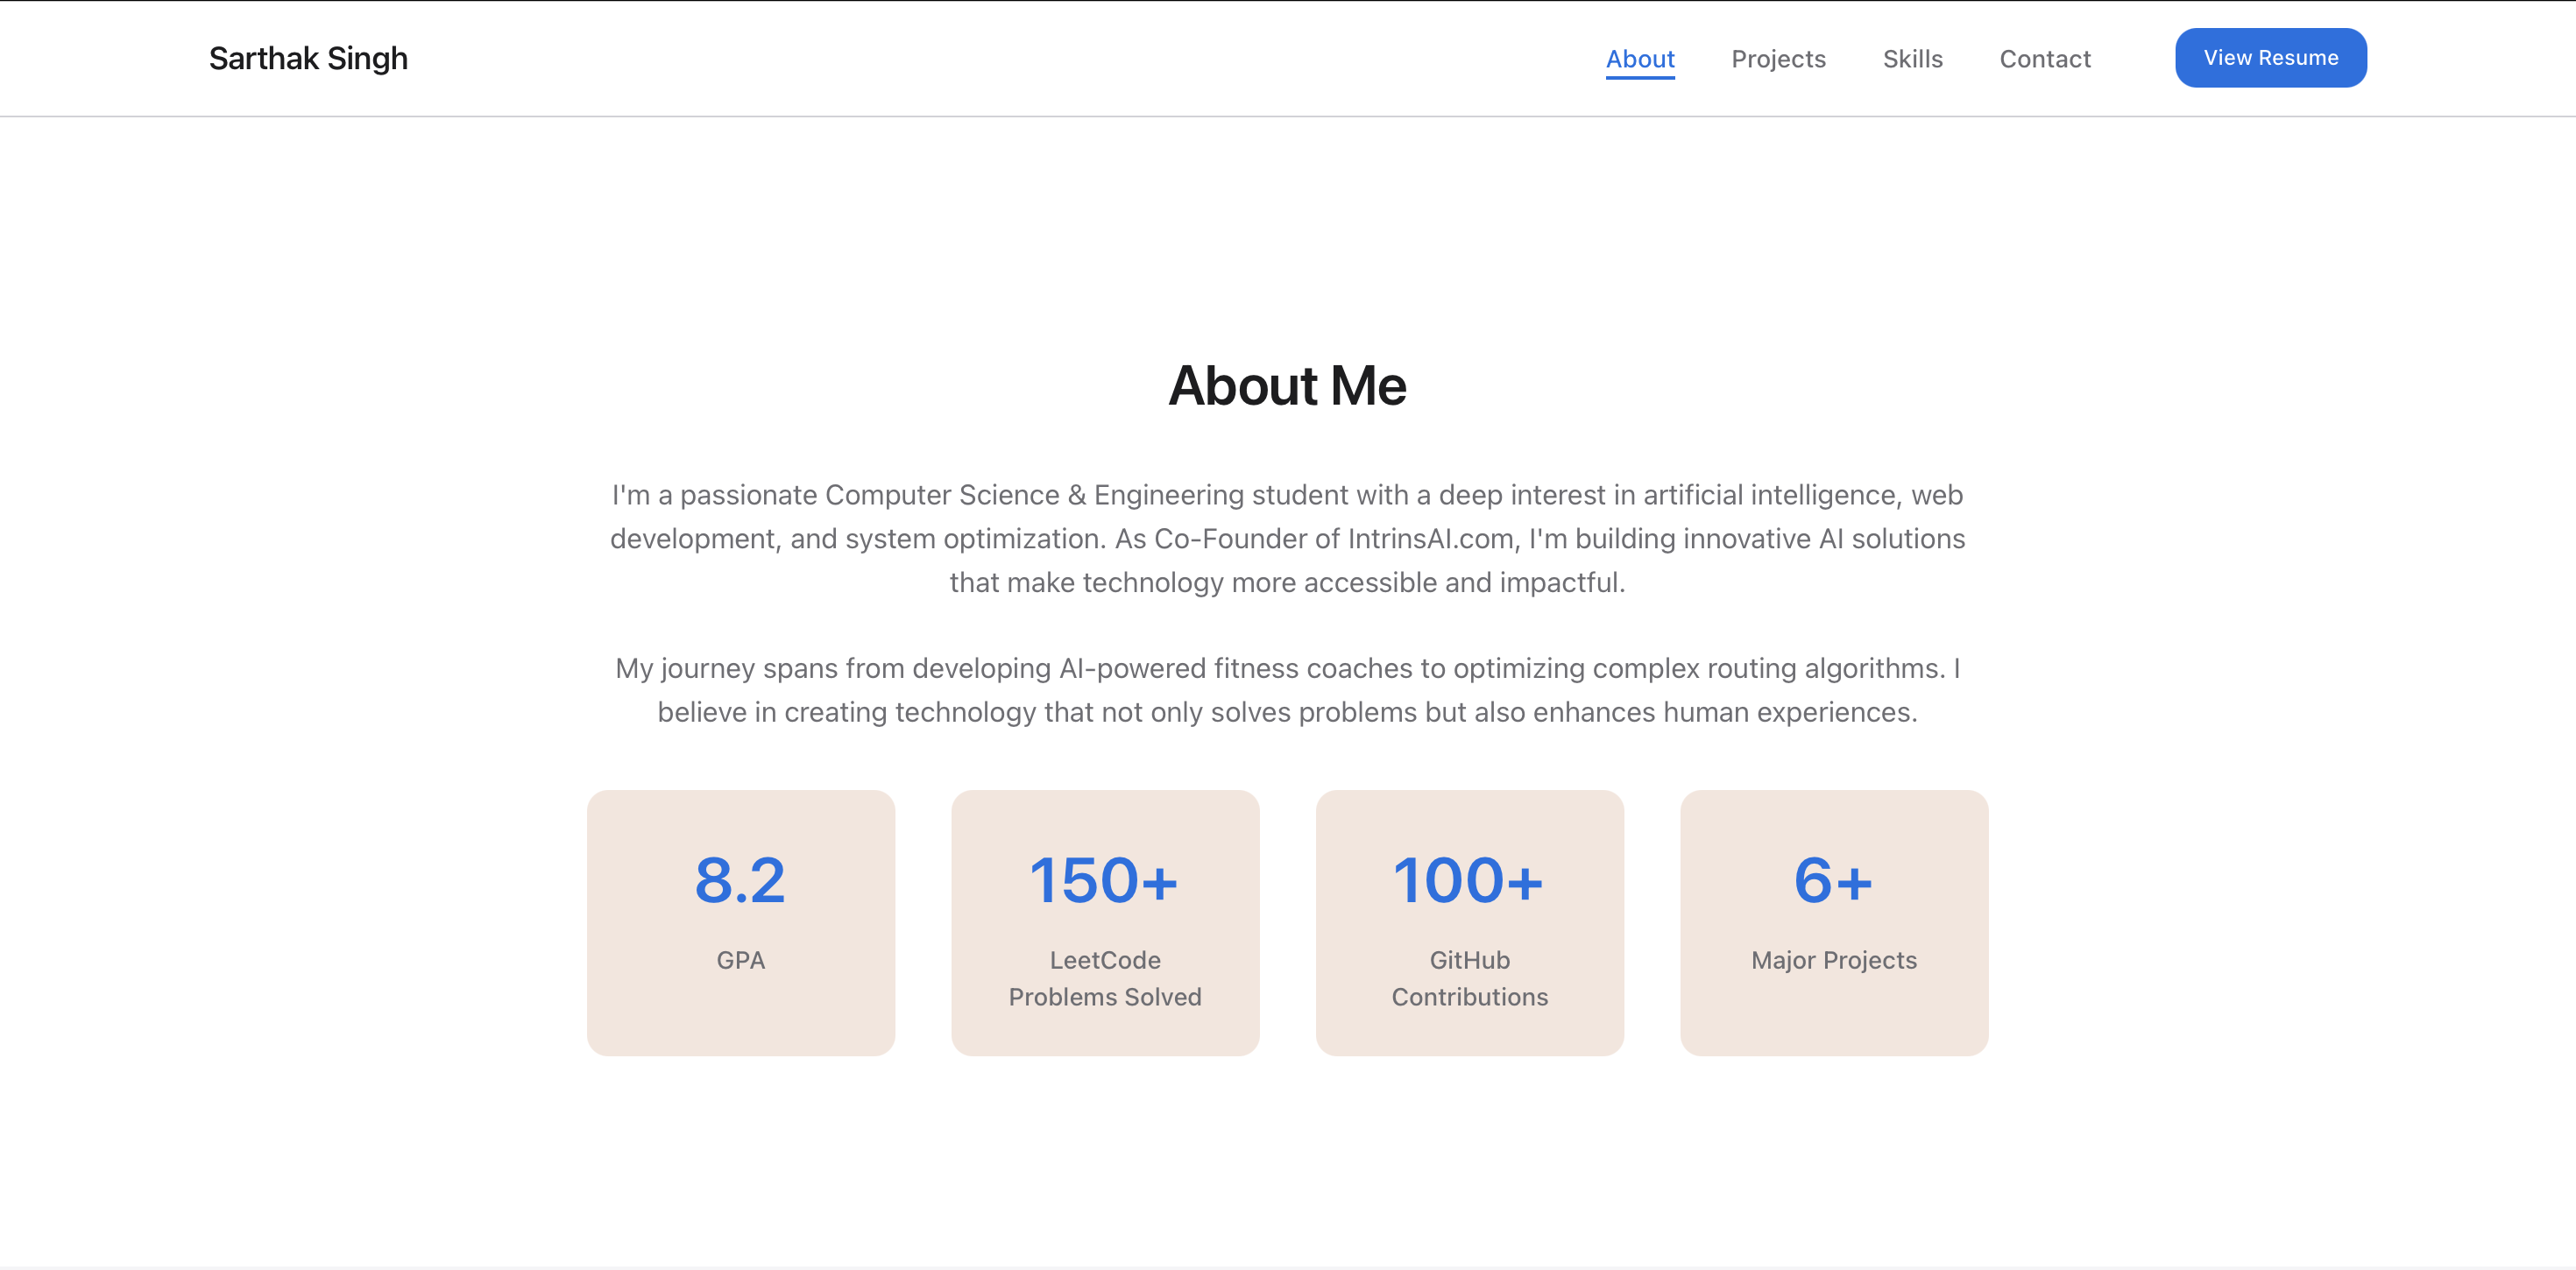 Sarthak Singh
About
Projects
Skills
Contact
View Resume
About Me
I'm a passionate Computer Science & Engineering student with a deep interest in artificial intelligence, web
development, and system optimization. As Co-Founder of IntrinsAI.com, I'm building innovative AI solutions
that make technology more accessible and impactful.
My journey spans from developing AI-powered fitness coaches to optimizing complex routing algorithms. I
believe in creating technology that not only solves problems but also enhances human experiences.
8.2
GPA
150+
LeetCode
Problems Solved
100+
GitHub
Contributions
6+
Major Projects